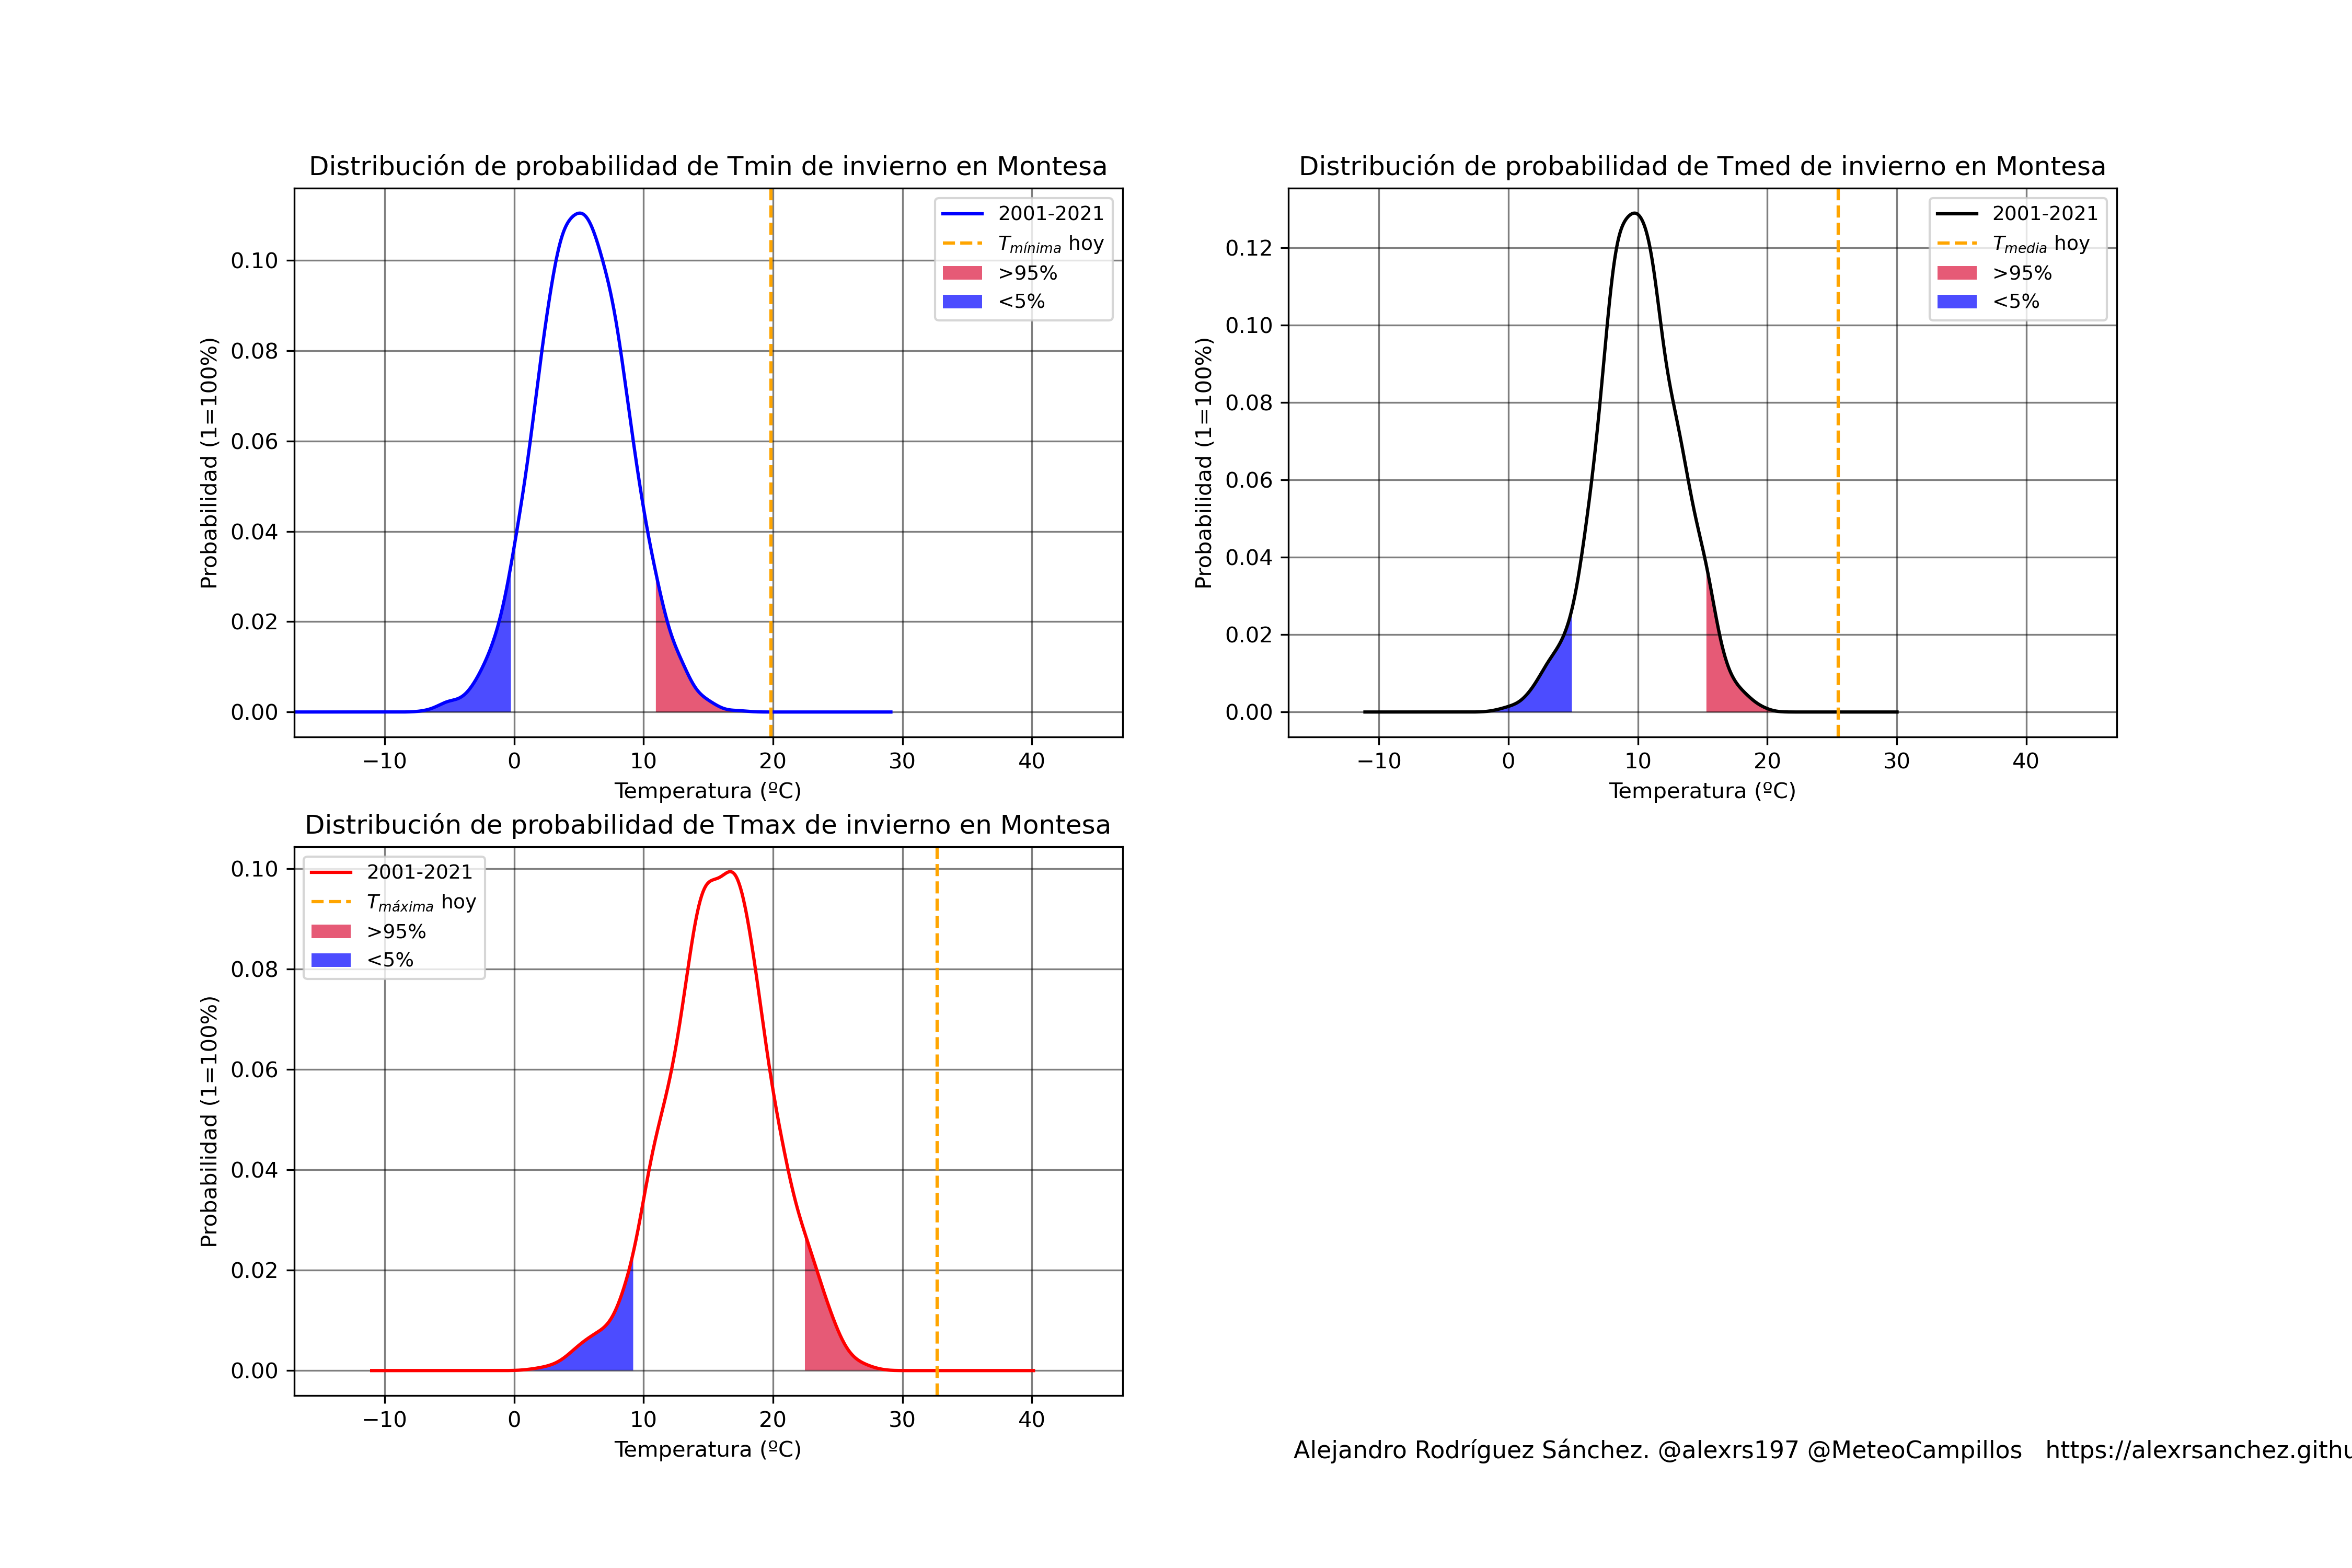 Distribución de probabilidad de Tmin de invierno en Montesa
Probabilidad (1=100%)
0.10
0.08
0.06
0.04
0.02
0.00
2001-2021
Tmínima hoy
>95%
<5%
−10 0 10 20 30 40
Temperatura (ºC)
Distribución de probabilidad de Tmed de invierno en Montesa
Probabilidad (1=100%)
0.12
0.10
0.08
0.06
0.04
0.02
0.00
2001-2021
Tmedia hoy
>95%
<5%
−10 0 10 20 30 40
Temperatura (ºC)
Distribución de probabilidad de Tmax de invierno en Montesa
Probabilidad (1=100%)
0.10
0.08
0.06
0.04
0.02
0.00
2001-2021
Tmáxima hoy
>95%
<5%
−10 0 10 20 30 40
Temperatura (ºC)
Alejandro Rodríguez Sánchez. @alexrs197 @MeteoCampillos https://alexrsanchez.githu